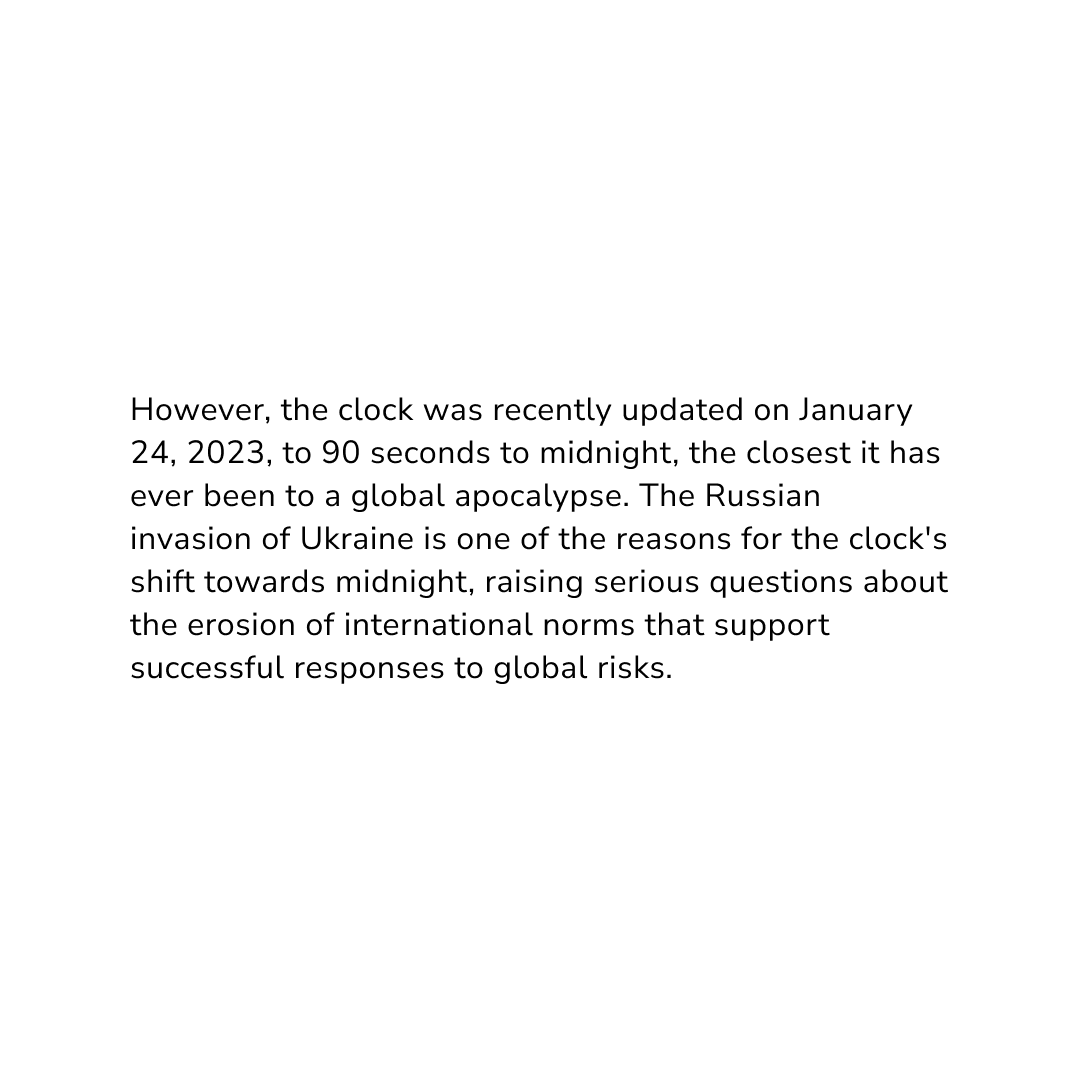 However, the clock was recently updated on January
24, 2023, to 90 seconds to midnight, the closest it has
ever been to a global apocalypse. The Russian
invasion of Ukraine is one of the reasons for the clock's
shift towards midnight, raising serious questions about
the erosion of international norms that support
successful responses to global risks.